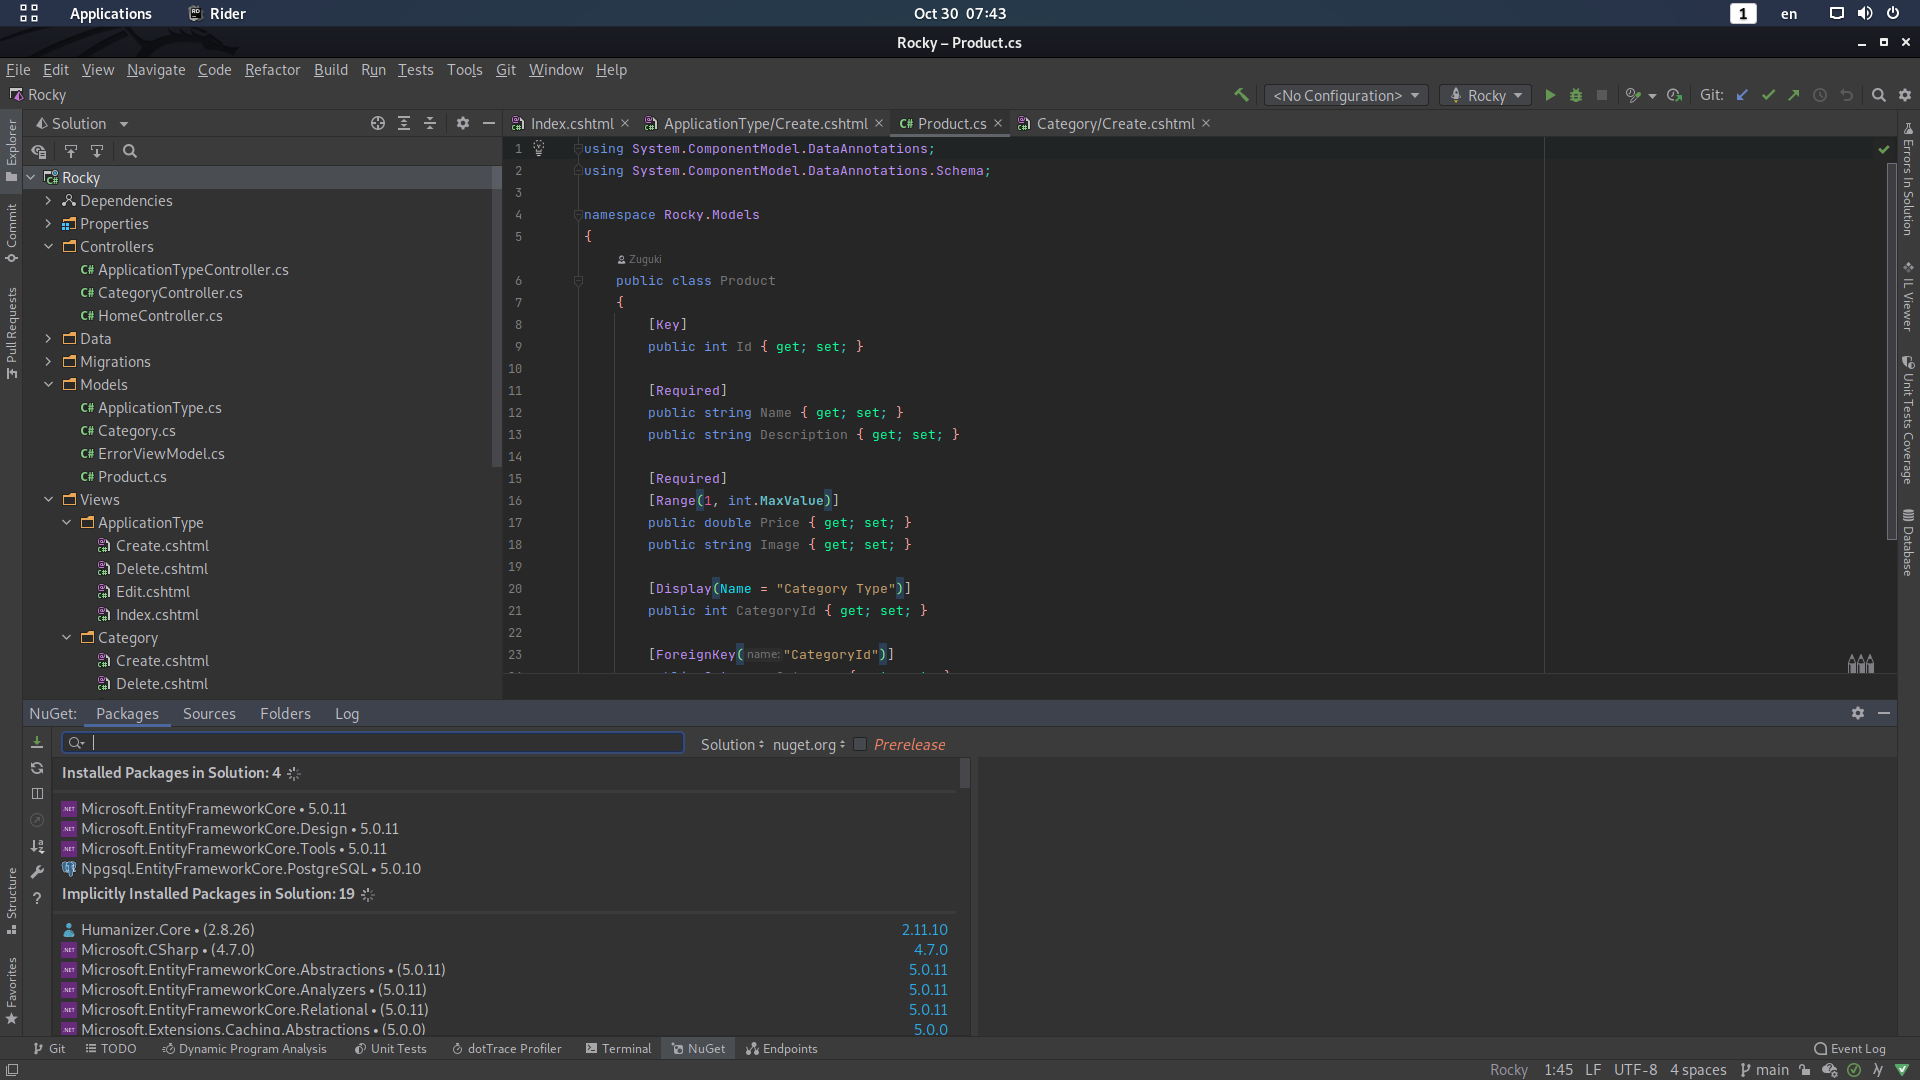 Applications Rider Oct 30 07:43 1 en
Rocky – Product.cs
File Edit View Navigate Code Refactor Build Run Tests Tools Git Window Help
Rocky <No Configuration> Rocky Git:
Explorer
Commit
Pull Requests
Structure
Favorites
Solution
Rocky
Dependencies
Properties
Controllers
C# ApplicationTypeController.cs
C# CategoryController.cs
C# HomeController.cs
Data
Migrations
Models
C# ApplicationType.cs
C# Category.cs
C# ErrorViewModel.cs
C# Product.cs
Views
ApplicationType
Create.cshtml
Delete.cshtml
Edit.cshtml
Index.cshtml
Category
Create.cshtml
Delete.cshtml
Index.cshtml ApplicationType/Create.cshtml C# Product.cs Category/Create.cshtml
1 using System.ComponentModel.DataAnnotations;
2 using System.ComponentModel.DataAnnotations.Schema;
3
4 namespace Rocky.Models
5 {
Zuguki
6 public class Product
7 {
8 [Key]
9 public int Id { get; set; }
10
11 [Required]
12 public string Name { get; set; }
13 public string Description { get; set; }
14
15 [Required]
16 [Range(1, int.MaxValue)]
17 public double Price { get; set; }
18 public string Image { get; set; }
19
20 [Display(Name = "Category Type")]
21 public int CategoryId { get; set; }
22
23 [ForeignKey( name: "CategoryId")]
Errors In Solution
IL Viewer
Unit Tests Coverage
Database
NuGet: Packages Sources Folders Log
Solution nuget.org Prerelease
Installed Packages in Solution: 4
Microsoft.EntityFrameworkCore • 5.0.11
Microsoft.EntityFrameworkCore.Design • 5.0.11
Microsoft.EntityFrameworkCore.Tools • 5.0.11
Npgsql.EntityFrameworkCore.PostgreSQL • 5.0.10
Implicitly Installed Packages in Solution: 19
Humanizer.Core • (2.8.26) 2.11.10
Microsoft.CSharp • (4.7.0) 4.7.0
Microsoft.EntityFrameworkCore.Abstractions • (5.0.11) 5.0.11
Microsoft.EntityFrameworkCore.Analyzers • (5.0.11) 5.0.11
Microsoft.EntityFrameworkCore.Relational • (5.0.11) 5.0.11
Microsoft.Extensions.Caching.Abstractions • (5.0.0) 5.0.0
Git TODO Dynamic Program Analysis Unit Tests dotTrace Profiler Terminal NuGet Endpoints Event Log
Rocky 1:45 LF UTF-8 4 spaces main